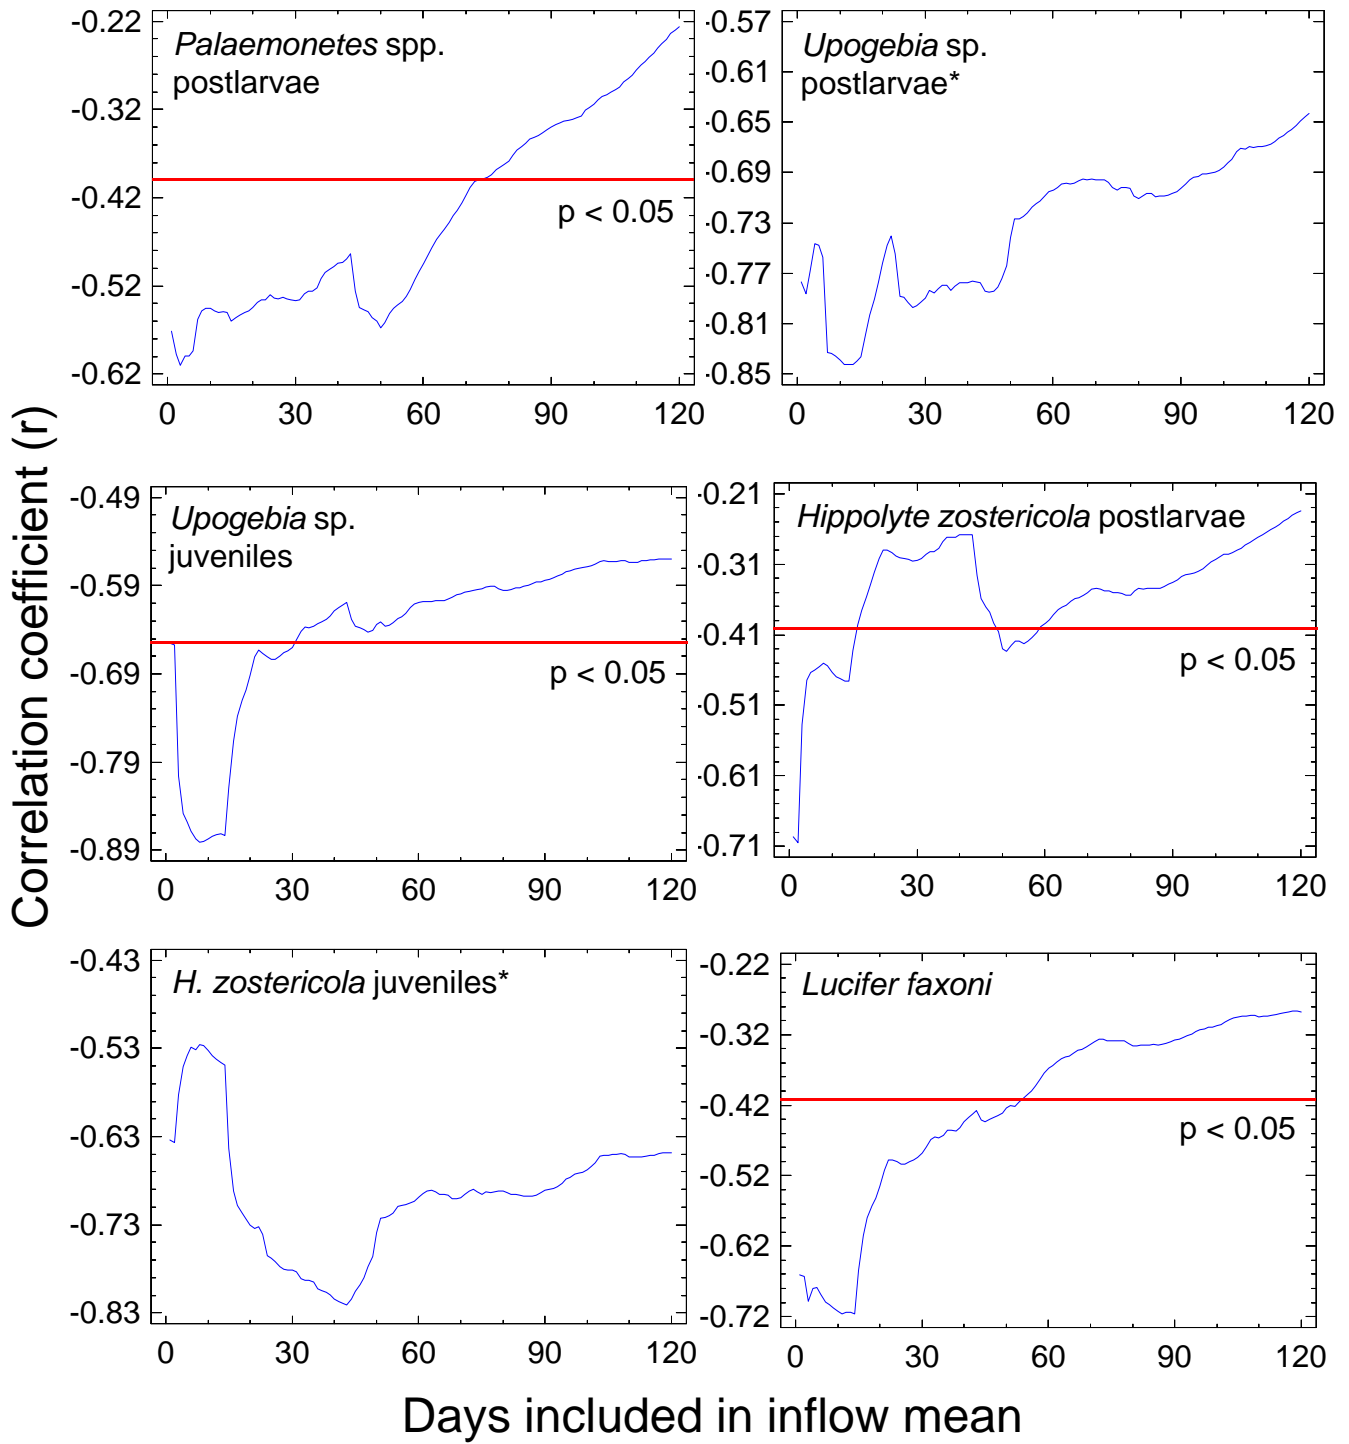 Correlation coefficient (r)
Palaemonetes spp.
postlarvae
-0.22
-0.32
-0.42
-0.52
-0.62
p < 0.05
0 30 60 90 120
Upogebia sp.
postlarvae*
-0.57
-0.61
-0.65
-0.69
-0.73
-0.77
-0.81
-0.85
0 30 60 90 120
Upogebia sp.
juveniles
-0.49
-0.59
-0.69
-0.79
-0.89
p < 0.05
0 30 60 90 120
Hippolyte zostericola postlarvae
-0.21
-0.31
-0.41
-0.51
-0.61
-0.71
p < 0.05
0 30 60 90 120
H. zostericola juveniles*
-0.43
-0.53
-0.63
-0.73
-0.83
0 30 60 90 120
Lucifer faxoni
-0.22
-0.32
-0.42
-0.52
-0.62
-0.72
p < 0.05
0 30 60 90 120
Days included in inflow mean